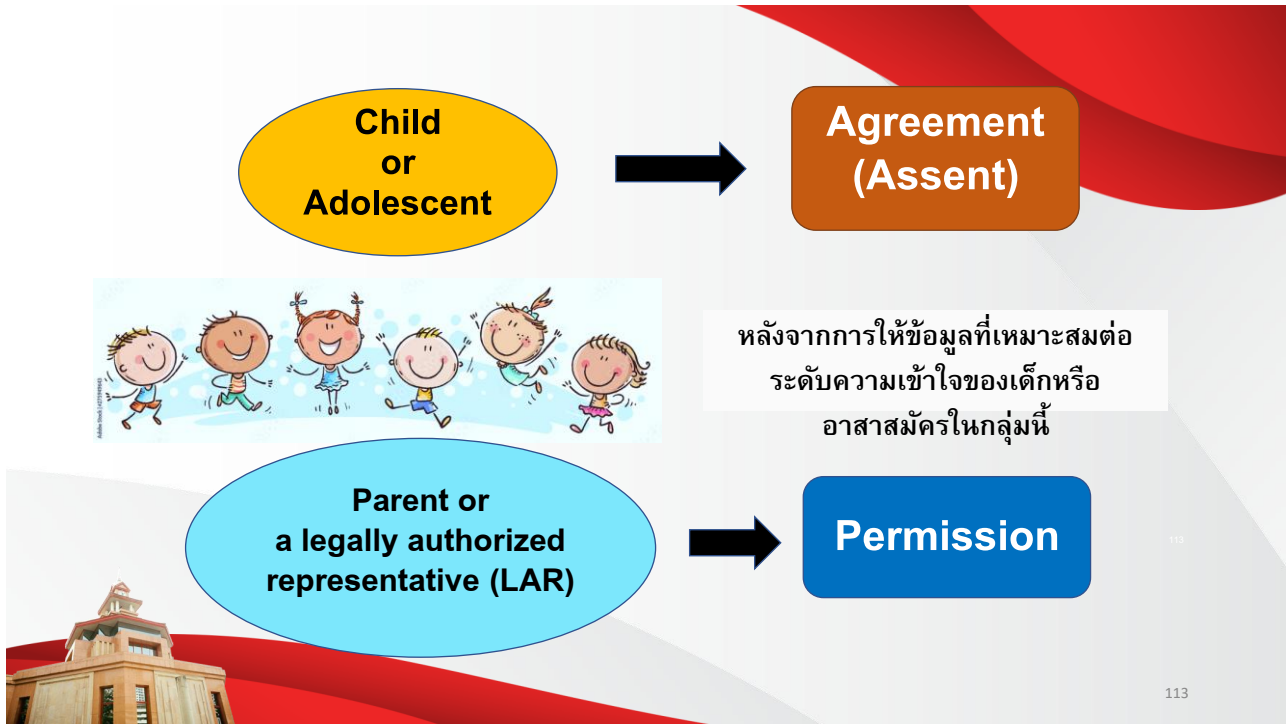 Child
or
Adolescent
Agreement
(Assent)
Adobe Stock | 4273949643
หลังจากการให้ข้อมูลที่เหมาะสมต่อ
ระดับความเข้าใจของเด็กหรือ
อาสาสมัครในกลุ่มนี้
Parent or
a legally authorized
representative (LAR)
Permission
113
113